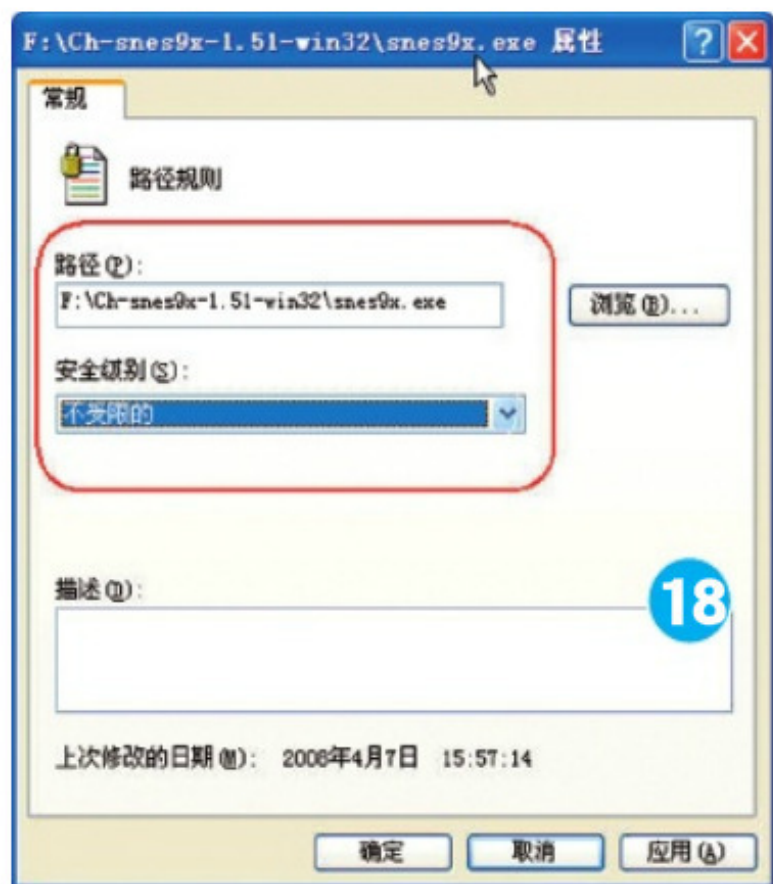 F:\Ch-snes9x-1.51-win32\snes9x.exe 属性
常规
路径规则
路径(P):
F:\Ch-snes9x-1.51-win32\snes9x.exe
浏览(B)...
安全级别(S):
不受限的
描述(D):
18
上次修改的日期(M): 2008年4月7日 15:57:14
确定 取消 应用(A)